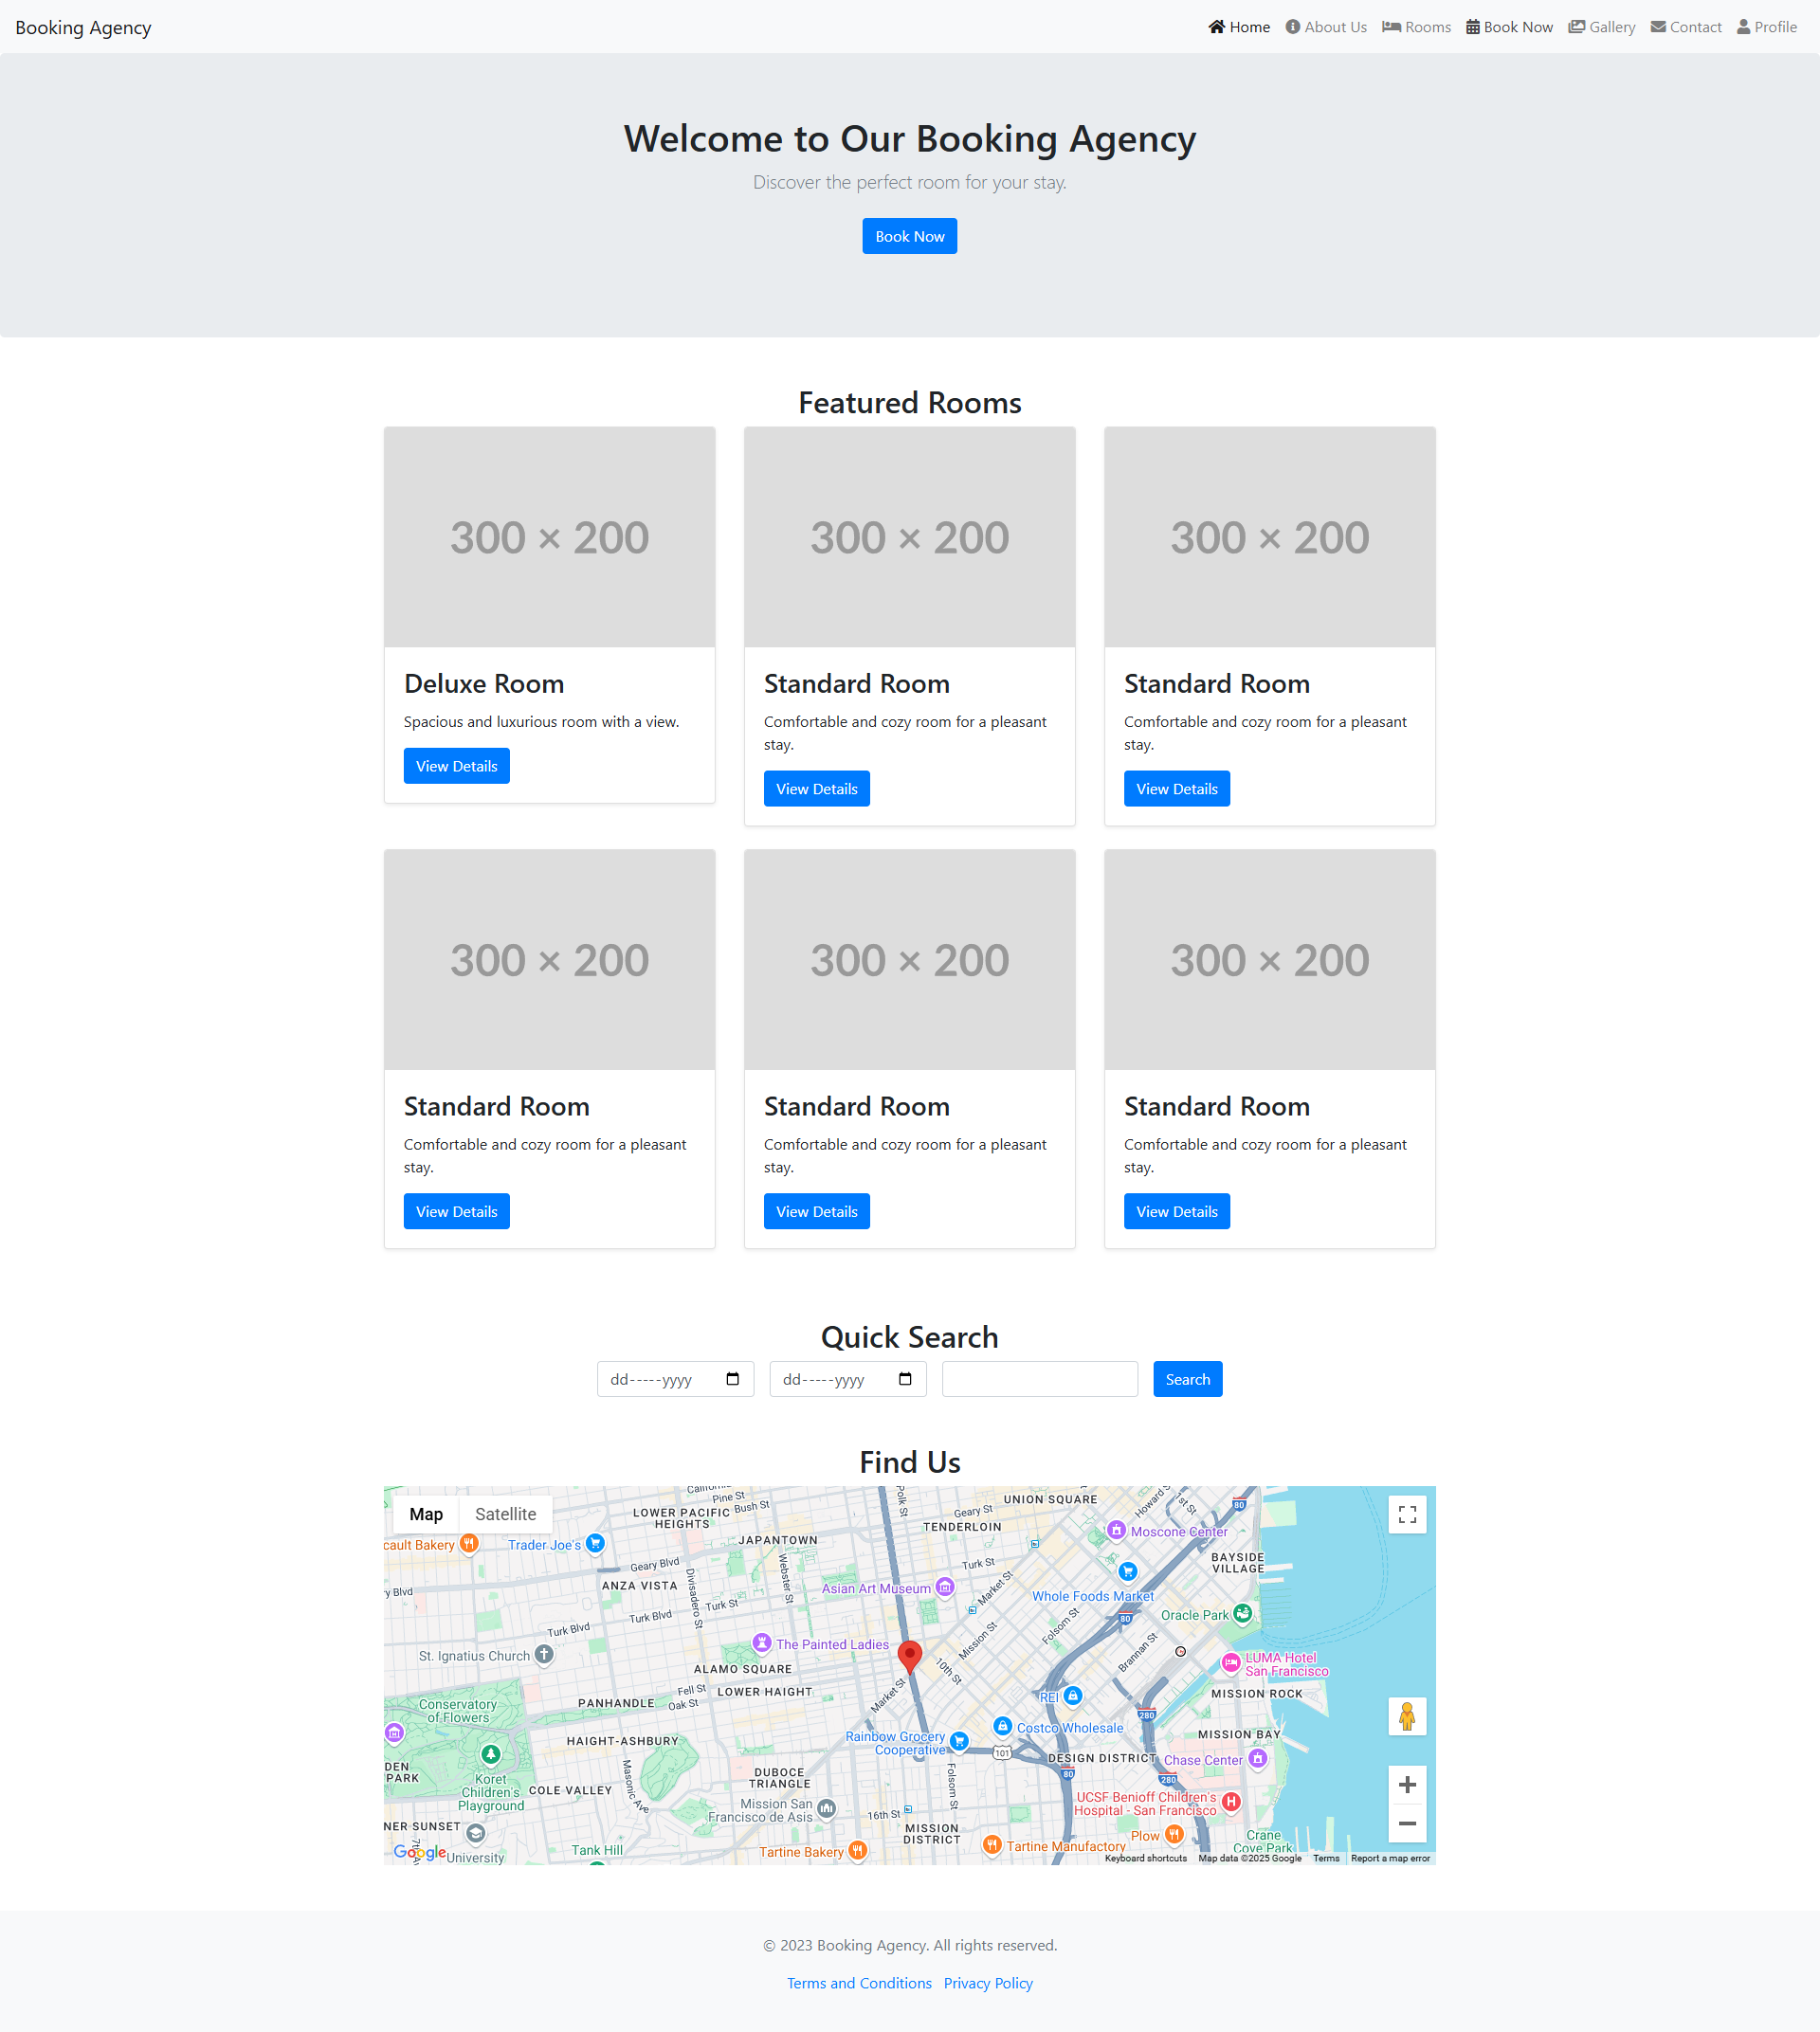 Booking Agency
Home About Us Rooms Book Now Gallery Contact Profile
Welcome to Our Booking Agency
Discover the perfect room for your stay.
Book Now
Featured Rooms
300 × 200
Deluxe Room
Spacious and luxurious room with a view.
View Details
300 × 200
Standard Room
Comfortable and cozy room for a pleasant
stay.
View Details
300 × 200
Standard Room
Comfortable and cozy room for a pleasant
stay.
View Details
300 × 200
Standard Room
Comfortable and cozy room for a pleasant
stay.
View Details
300 × 200
Standard Room
Comfortable and cozy room for a pleasant
stay.
View Details
300 × 200
Standard Room
Comfortable and cozy room for a pleasant
stay.
View Details
Quick Search
dd-----yyyy
dd-----yyyy
Search
Find Us
Map
Satellite
Pine St
Bush St
LOWER PACIFIC
HEIGHTS
Polk St
UNION SQUARE
Geary St
TENDERLOIN
Howard St
1st St
80
Moscone Center
cault Bakery
Trader Joe's
JAPANTOWN
Geary Blvd
Webster St
Divisadero St
Turk St
BAYSIDE
VILLAGE
ry Blvd
ANZA VISTA
Turk St
Asian Art Museum
Market St
Whole Foods Market
Turk Blvd
Turk Blvd
Folsom St
80
Oracle Park
St. Ignatius Church
The Painted Ladies
Mission St
Brannan St
10th St
LUMA Hotel
San Francisco
ALAMO SQUARE
Fell St
LOWER HAIGHT
Market St
PANHANDLE
Oak St
REI
MISSION ROCK
Conservatory
of Flowers
280
HAIGHT-ASHBURY
Rainbow Grocery
Cooperative
Costco Wholesale
101
MISSION BAY
DESIGN DISTRICT
Chase Center
DEN
PARK
Koret
Children's
Playground
COLE VALLEY
Masonic Ave
DUBOCE
TRIANGLE
Folsom St
80
280
Mission San
Francisco de Asis
16th St
UCSF Benioff Children's
Hospital - San Francisco
NER SUNSET
MISSION
DISTRICT
Plow
Crane
Cove Park
Google
University
Tank Hill
Tartine Bakery
Tartine Manufactory
Keyboard shortcuts
Map data ©2025 Google
Terms
Report a map error
© 2023 Booking Agency. All rights reserved.
Terms and Conditions Privacy Policy